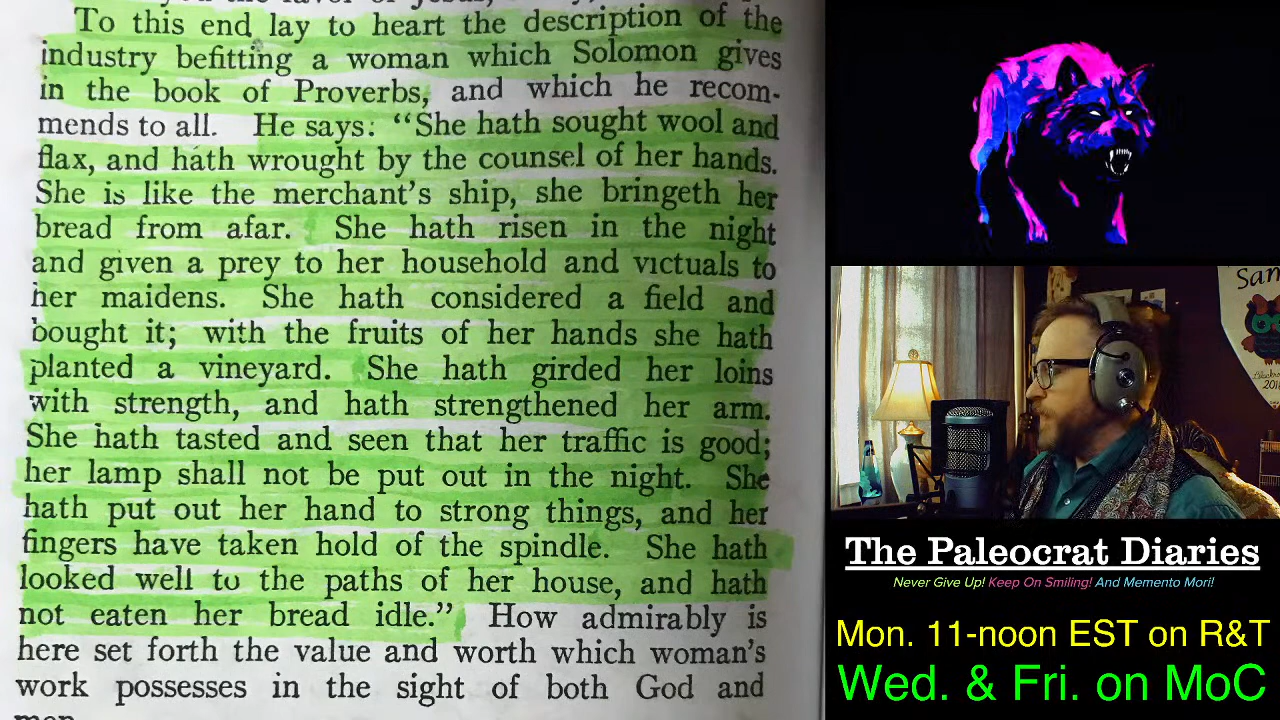 To this end lay to heart the description of the
industry befitting a woman which Solomon gives
in the book of Proverbs, and which he recom-
mends to all. He says: "She hath sought wool and
flax, and hath wrought by the counsel of her hands.
She is like the merchant's ship, she bringeth her
bread from afar. She hath risen in the night
and given a prey to her household and victuals to
her maidens. She hath considered a field and
bought it; with the fruits of her hands she hath
planted a vineyard. She hath girded her loins
with strength, and hath strengthened her arm.
She hath tasted and seen that her traffic is good;
her lamp shall not be put out in the night. She
hath put out her hand to strong things, and her
fingers have taken hold of the spindle. She hath
looked well to the paths of her house, and hath
not eaten her bread idle." How admirably is
here set forth the value and worth which woman's
work possesses in the sight of both God and
San
The Paleocrat Diaries
Never Give Up! Keep On Smiling! And Memento Mori!
Mon. 11-noon EST on R&T
Wed. & Fri. on MoC